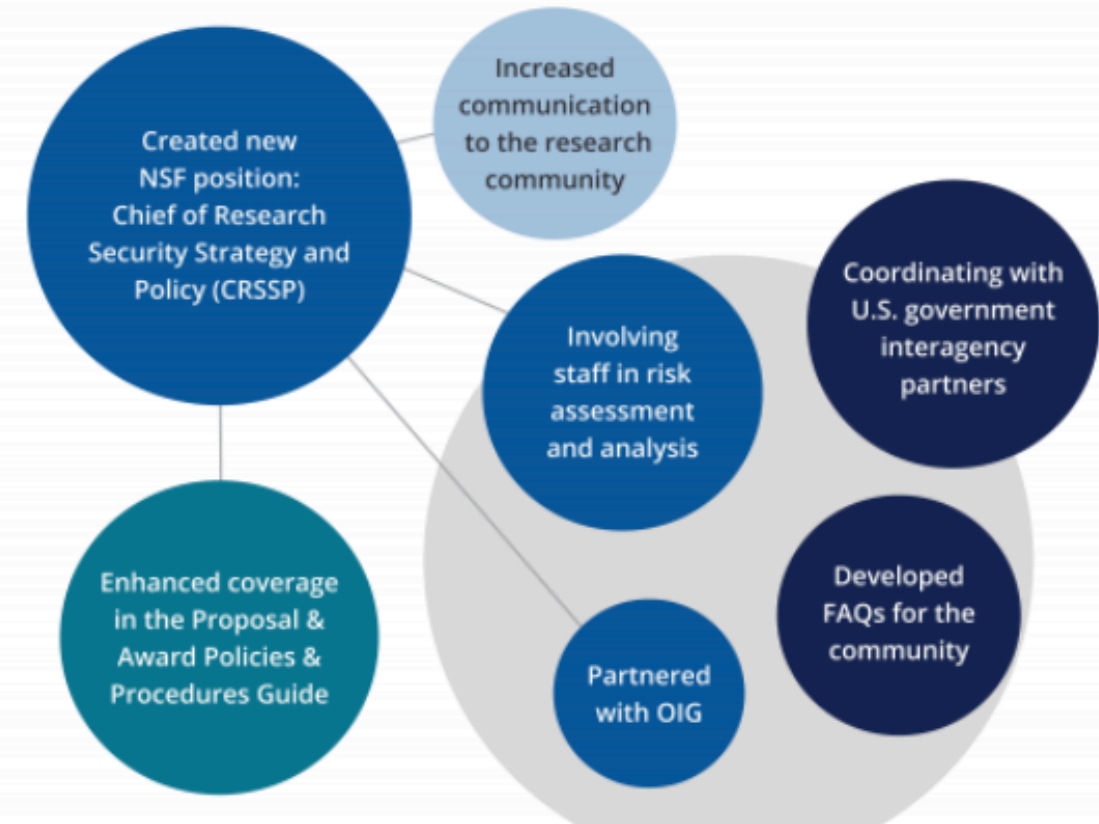 Created new
NSF position:
Chief of Research
Security Strategy and
Policy (CRSSP)
Increased
communication
to the research
community
Involving
staff in risk
assessment
and analysis
Coordinating with
U.S. government
interagency
partners
Enhanced coverage
in the Proposal &
Award Policies &
Procedures Guide
Partnered
with OIG
Developed
FAQs for the
community